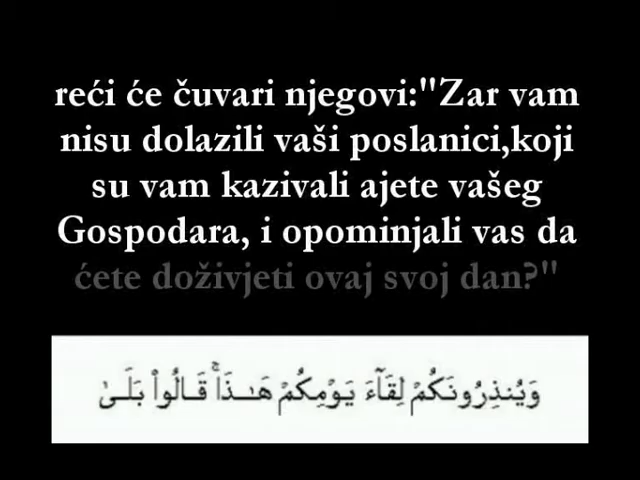 reći će čuvari njegovi:"Zar vam
nisu dolazili vaši poslanici,koji
su vam kazivali ajete vašeg
Gospodara, i opominjali vas da
ćete doživjeti ovaj svoj dan?"
وَيُنذِرُونَكُمْ لِقَآءَ يَوْمِكُمْ هَـٰذَا ۚ قَالُوا۟ بَلَىٰ